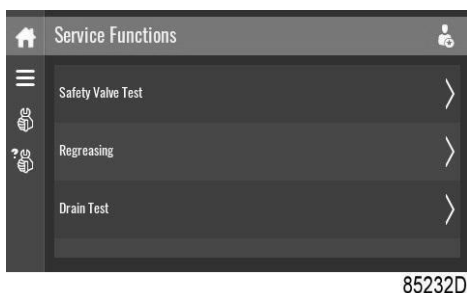 Service Functions
Safety Valve Test
Regreasing
Drain Test
85232D